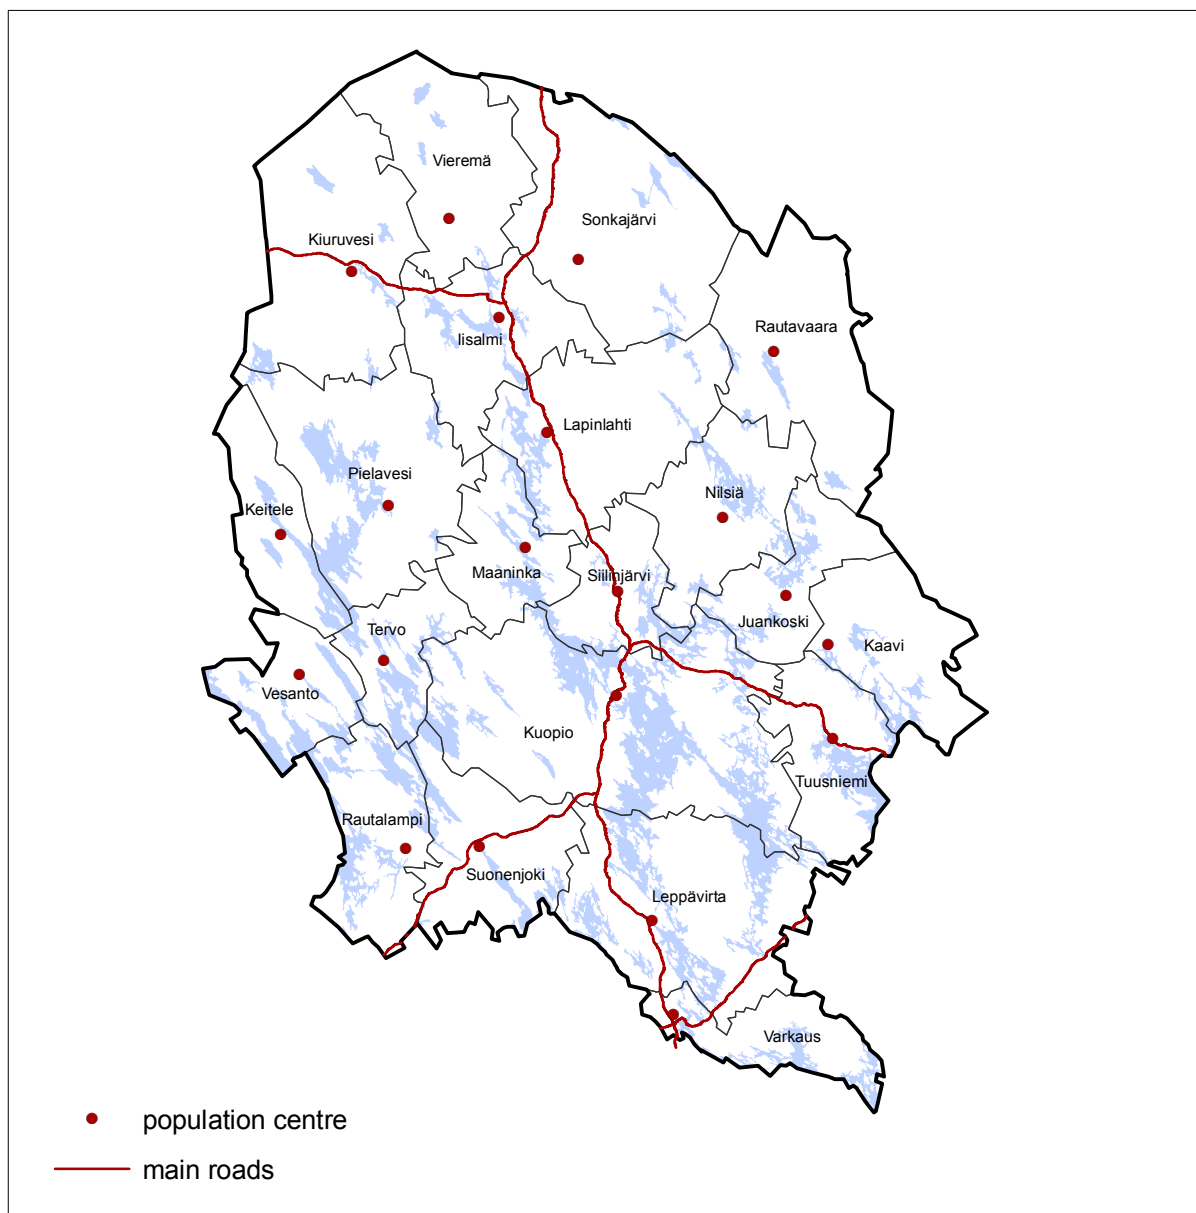 Vieremä
Sonkajärvi
Kiuruvesi
Rautavaara
Iisalmi
Lapinlahti
Pielavesi
Nilsiä
Keitele
Maaninka
Siilinjärvi
Juankoski
Tervo
Kaavi
Vesanto
Kuopio
Tuusniemi
Rautalampi
Suonenjoki
Leppävirta
Varkaus
population centre
main roads